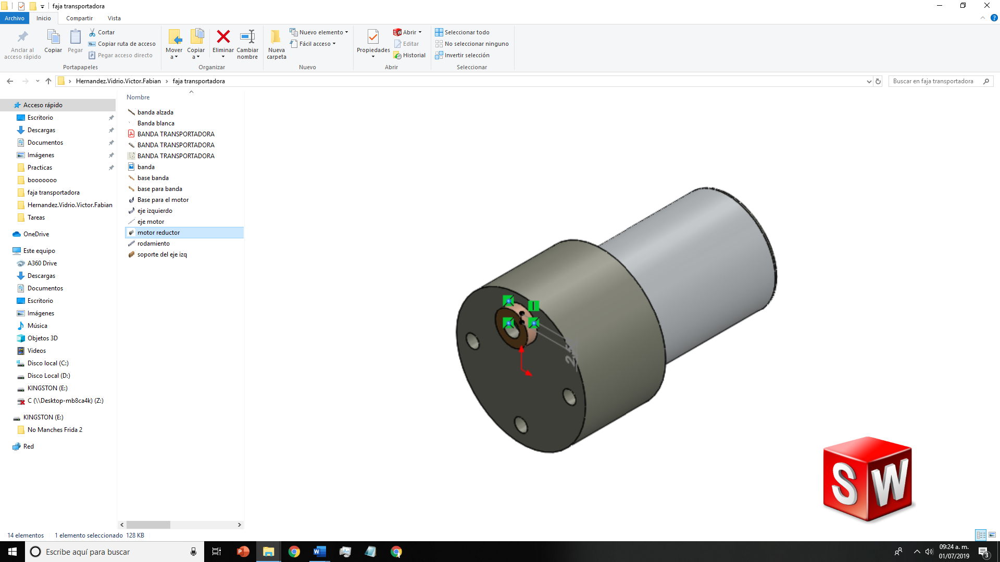 faja transportadora
Archivo Inicio Compartir Vista
Anclar al acceso rápido
Copiar
Pegar
Cortar
Copiar ruta de acceso
Pegar acceso directo
Portapapeles
Mover a
Copiar a
Eliminar
Cambiar nombre
Organizar
Nueva carpeta
Nuevo elemento
Fácil acceso
Nuevo
Propiedades
Abrir
Editar
Historial
Abrir
Seleccionar todo
No seleccionar ninguno
Invertir selección
Seleccionar
Hernandez.Vidrio.Victor.Fabian > faja transportadora
Buscar en faja transportadora
Acceso rápido
Escritorio
Descargas
Documentos
Imágenes
Practicas
booooooo
faja transportadora
Hernandez.Vidrio.Victor.Fabian
Tareas
OneDrive
Este equipo
A360 Drive
Descargas
Documentos
Escritorio
Imágenes
Música
Objetos 3D
Videos
Disco local (C:)
Disco Local (D:)
KINGSTON (E:)
C (\\Desktop-mb8ca4k) (Z:)
KINGSTON (E:)
No Manches Frida 2
Red
Nombre
banda alzada
Banda blanca
BANDA TRANSPORTADORA
BANDA TRANSPORTADORA
BANDA TRANSPORTADORA
banda
base banda
base para banda
Base para el motor
eje izquierdo
eje motor
motor reductor
rodamiento
soporte del eje izq
SW
14 elementos 1 elemento seleccionado 128 KB
Escribe aquí para buscar
09:24 a. m.
01/07/2019
3